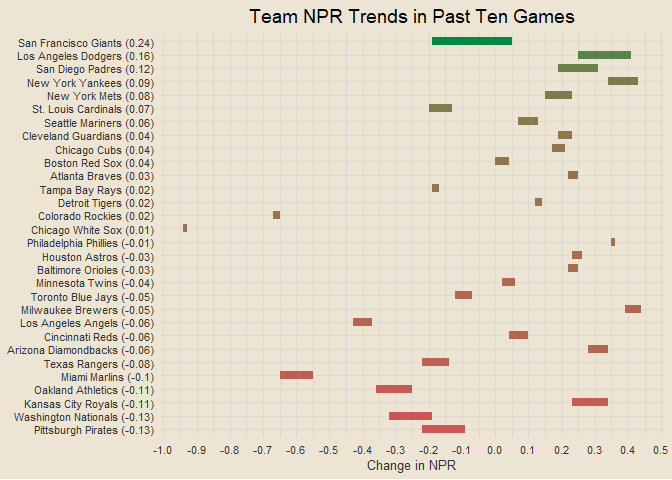 Team NPR Trends in Past Ten Games
San Francisco Giants (0.24)
Los Angeles Dodgers (0.16)
San Diego Padres (0.12)
New York Yankees (0.09)
New York Mets (0.08)
St. Louis Cardinals (0.07)
Seattle Mariners (0.06)
Cleveland Guardians (0.04)
Chicago Cubs (0.04)
Boston Red Sox (0.04)
Atlanta Braves (0.03)
Tampa Bay Rays (0.02)
Detroit Tigers (0.02)
Colorado Rockies (0.02)
Chicago White Sox (0.01)
Philadelphia Phillies (-0.01)
Houston Astros (-0.03)
Baltimore Orioles (-0.03)
Minnesota Twins (-0.04)
Toronto Blue Jays (-0.05)
Milwaukee Brewers (-0.05)
Los Angeles Angels (-0.06)
Cincinnati Reds (-0.06)
Arizona Diamondbacks (-0.06)
Texas Rangers (-0.08)
Miami Marlins (-0.1)
Oakland Athletics (-0.11)
Kansas City Royals (-0.11)
Washington Nationals (-0.13)
Pittsburgh Pirates (-0.13)
-1.0 -0.9 -0.8 -0.7 -0.6 -0.5 -0.4 -0.3 -0.2 -0.1 0.0 0.1 0.2 0.3 0.4 0.5
Change in NPR